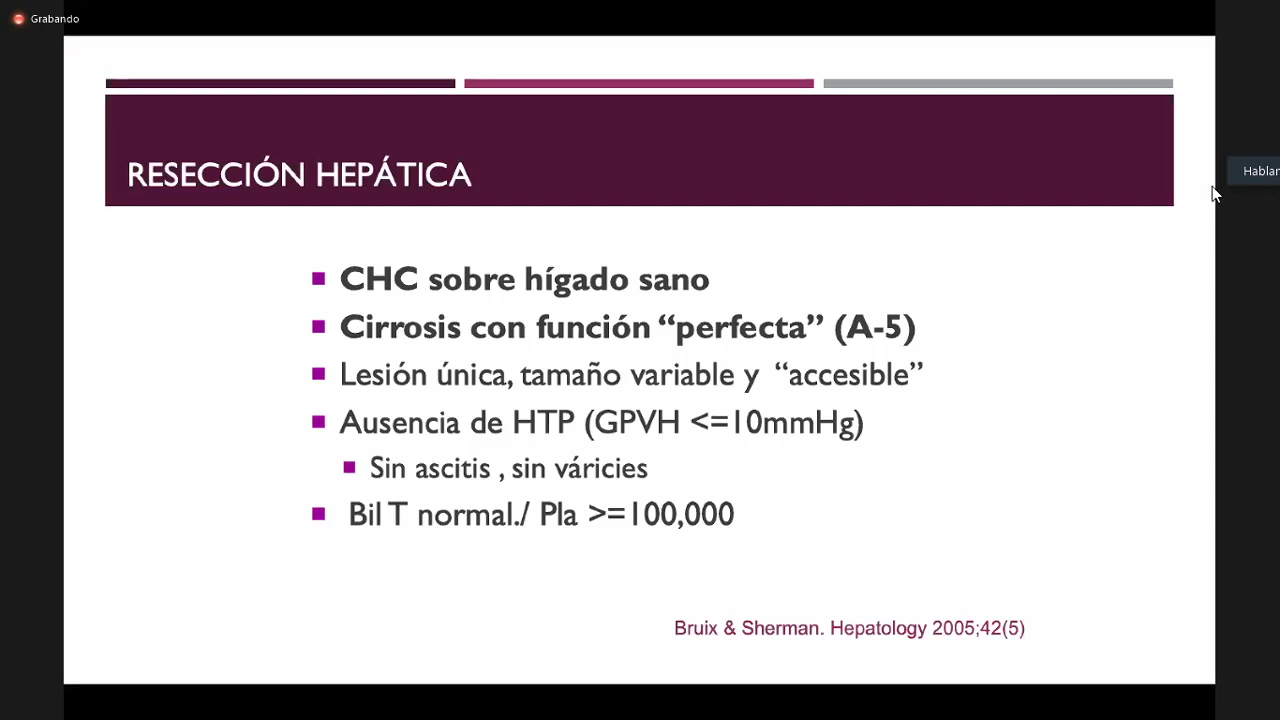 Grabando
RESECCIÓN HEPÁTICA
Hablar
CHC sobre hígado sano
Cirrosis con función “perfecta” (A-5)
Lesión única, tamaño variable y “accesible”
Ausencia de HTP (GPVH <=10mmHg)
Sin ascitis , sin váricies
Bil T normal./ Pla >=100,000
Bruix & Sherman. Hepatology 2005;42(5)